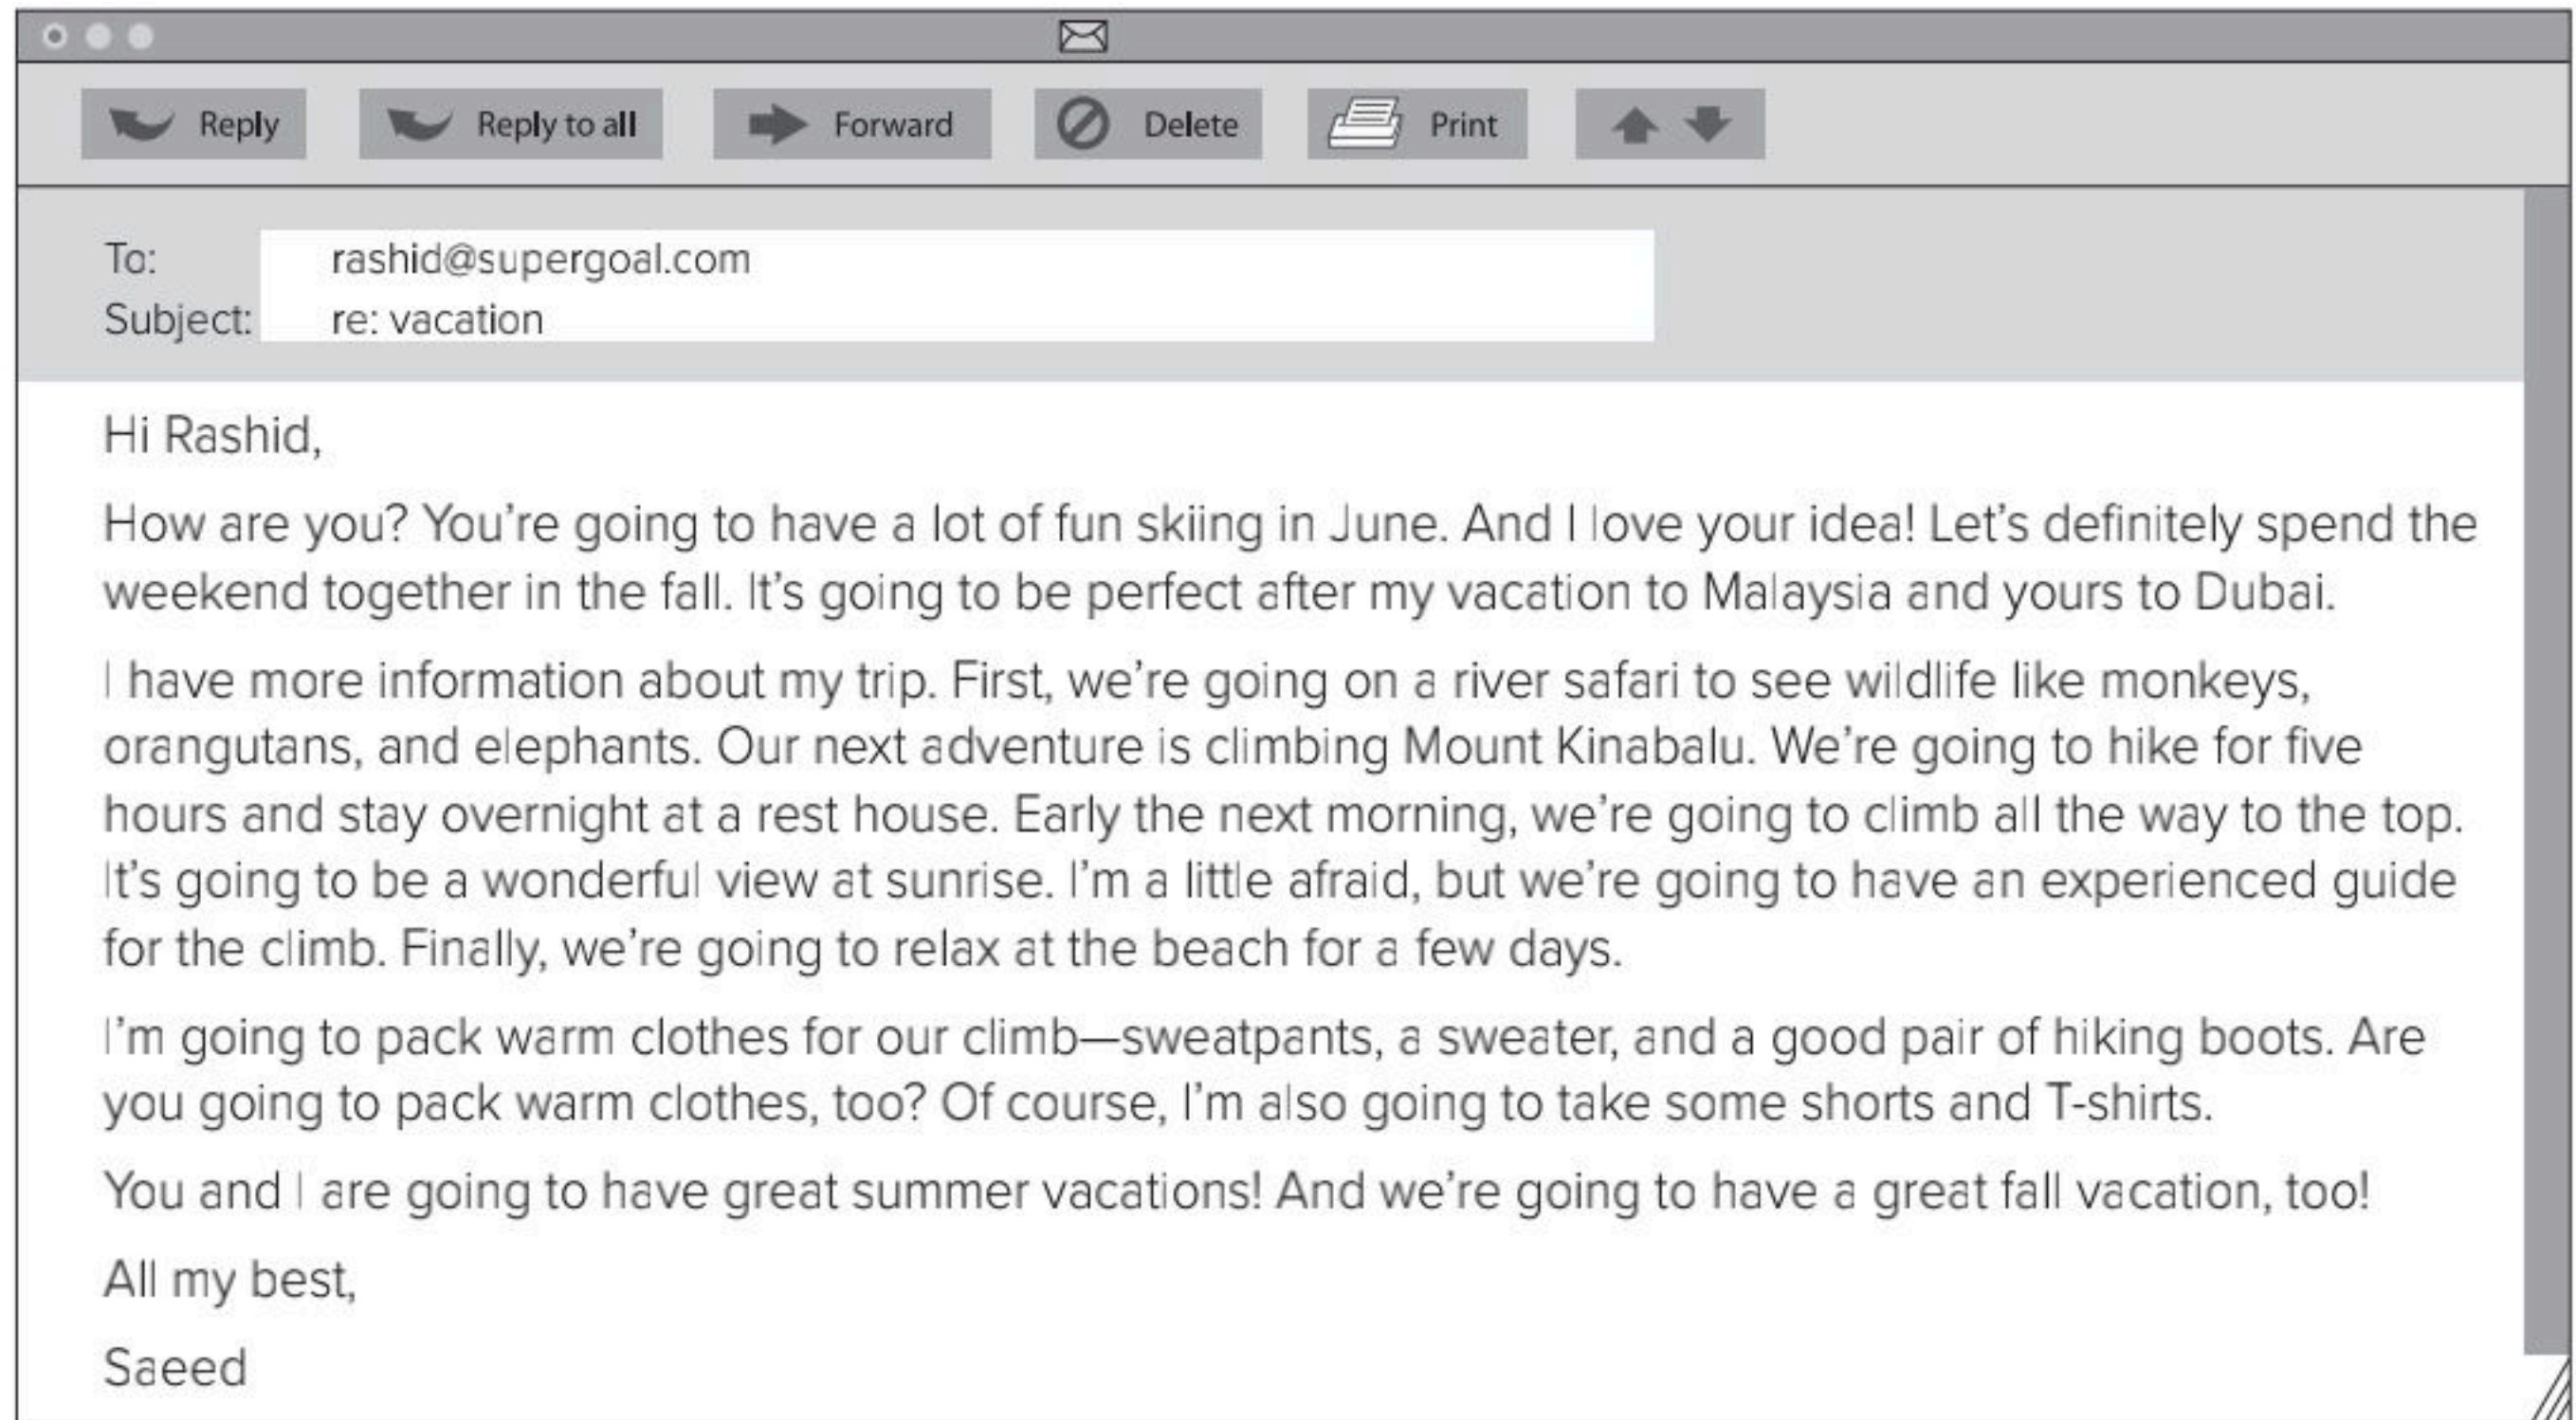 Reply Reply to all Forward Delete Print
To: rashid@supergoal.com
Subject: re: vacation
Hi Rashid,
How are you? You're going to have a lot of fun skiing in June. And I love your idea! Let's definitely spend the
weekend together in the fall. It's going to be perfect after my vacation to Malaysia and yours to Dubai.
I have more information about my trip. First, we're going on a river safari to see wildlife like monkeys,
orangutans, and elephants. Our next adventure is climbing Mount Kinabalu. We're going to hike for five
hours and stay overnight at a rest house. Early the next morning, we're going to climb all the way to the top.
It's going to be a wonderful view at sunrise. I'm a little afraid, but we're going to have an experienced guide
for the climb. Finally, we're going to relax at the beach for a few days.
I'm going to pack warm clothes for our climb—sweatpants, a sweater, and a good pair of hiking boots. Are
you going to pack warm clothes, too? Of course, I'm also going to take some shorts and T-shirts.
You and I are going to have great summer vacations! And we're going to have a great fall vacation, too!
All my best,
Saeed